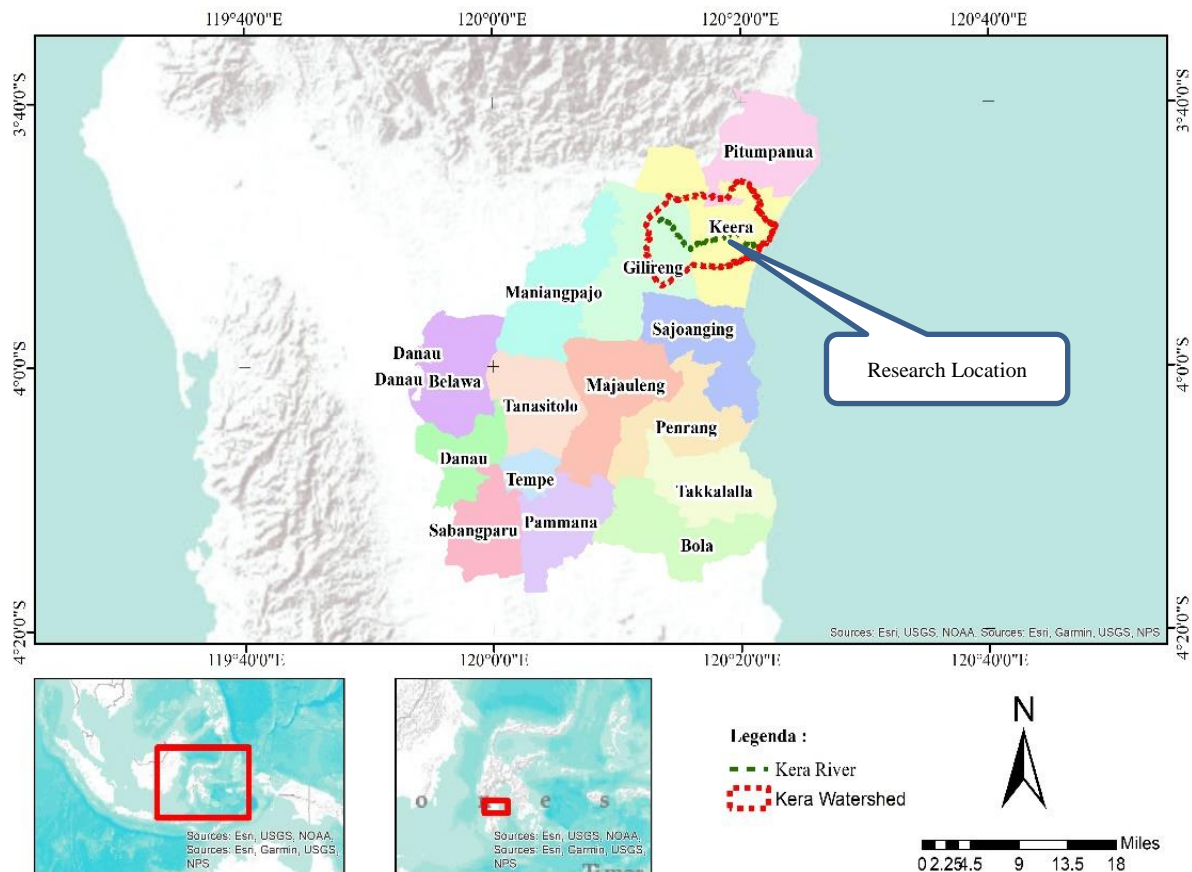 119°40'0"E 120°0'0"E 120°20'0"E 120°40'0"E
3°40'0"S
3°40'0"S
Pitumpanua
Keera
Gilireng
Maniangpajo
Sajoanging
Research Location
4°0'0"S
4°0'0"S
Danau
Danau Belawa
Majauleng
Tanasitolo
Penrang
Danau
Tempe
Takkalalla
Sabangparu
Pammana
Bola
4°20'0"S
4°20'0"S
Sources: Esri, USGS, NOAA, Sources: Esri, Garmin, USGS, NPS
119°40'0"E 120°0'0"E 120°20'0"E 120°40'0"E
Sources: Esri, USGS, NOAA,
Sources: Esri, Garmin, USGS,
NPS
o n e s
Sources: Esri, USGS, NOAA,
Sources: Esri, Garmin, USGS,
NPS
Legenda :
Kera River
Kera Watershed
N
Miles
0 2.25 4.5 9 13.5 18